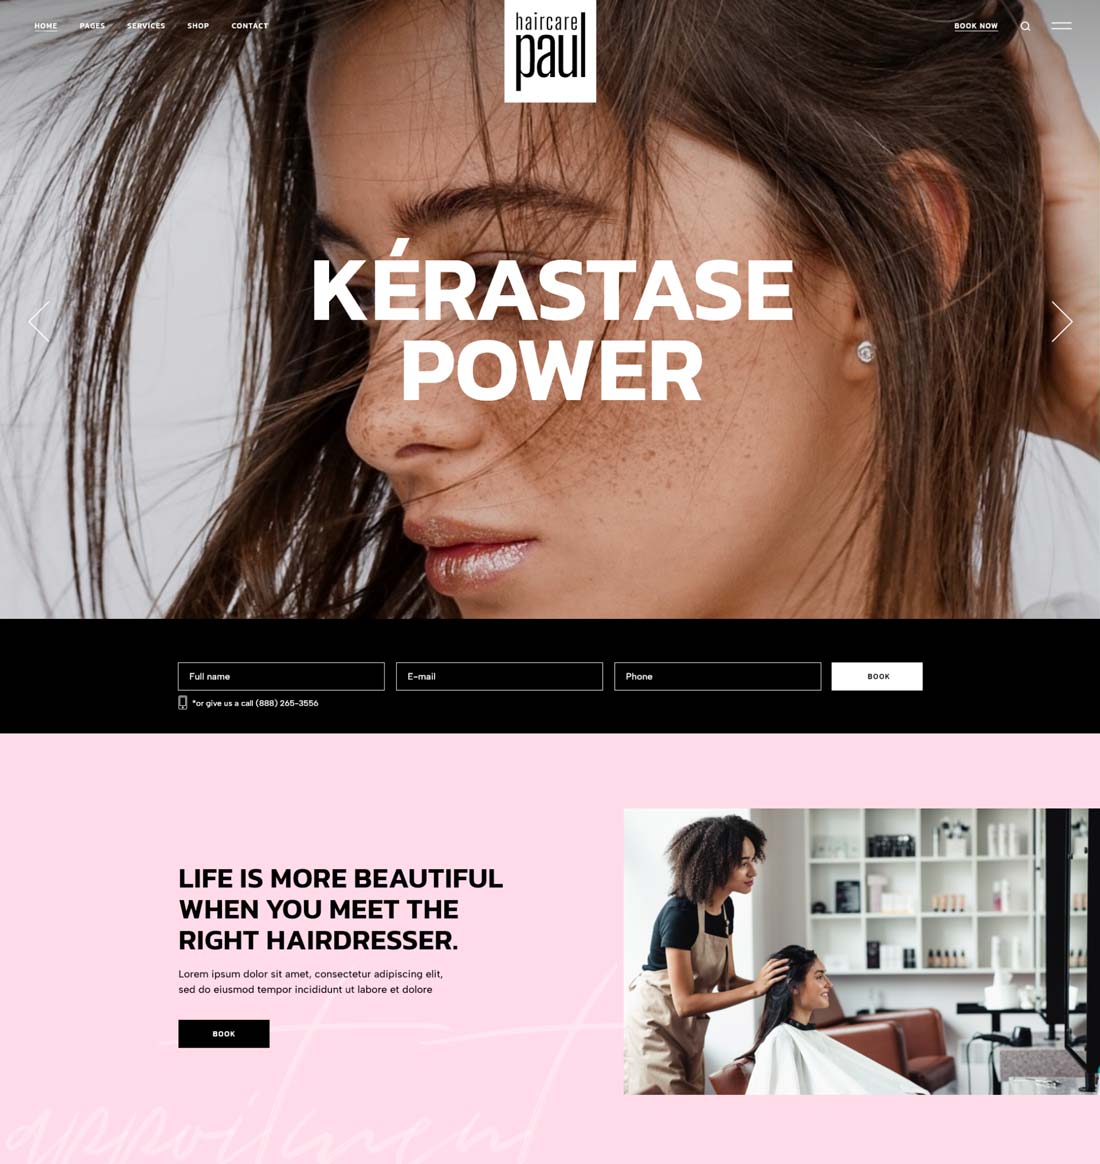 HOME PAGES SERVICES SHOP CONTACT
haircare
paul
BOOK NOW
KÉRASTASE
POWER
Full name E-mail Phone BOOK
*or give us a call (888) 265-3556
LIFE IS MORE BEAUTIFUL
WHEN YOU MEET THE
RIGHT HAIRDRESSER.
Lorem ipsum dolor sit amet, consectetur adipiscing elit,
sed do eiusmod tempor incididunt ut labore et dolore
BOOK
appoitment